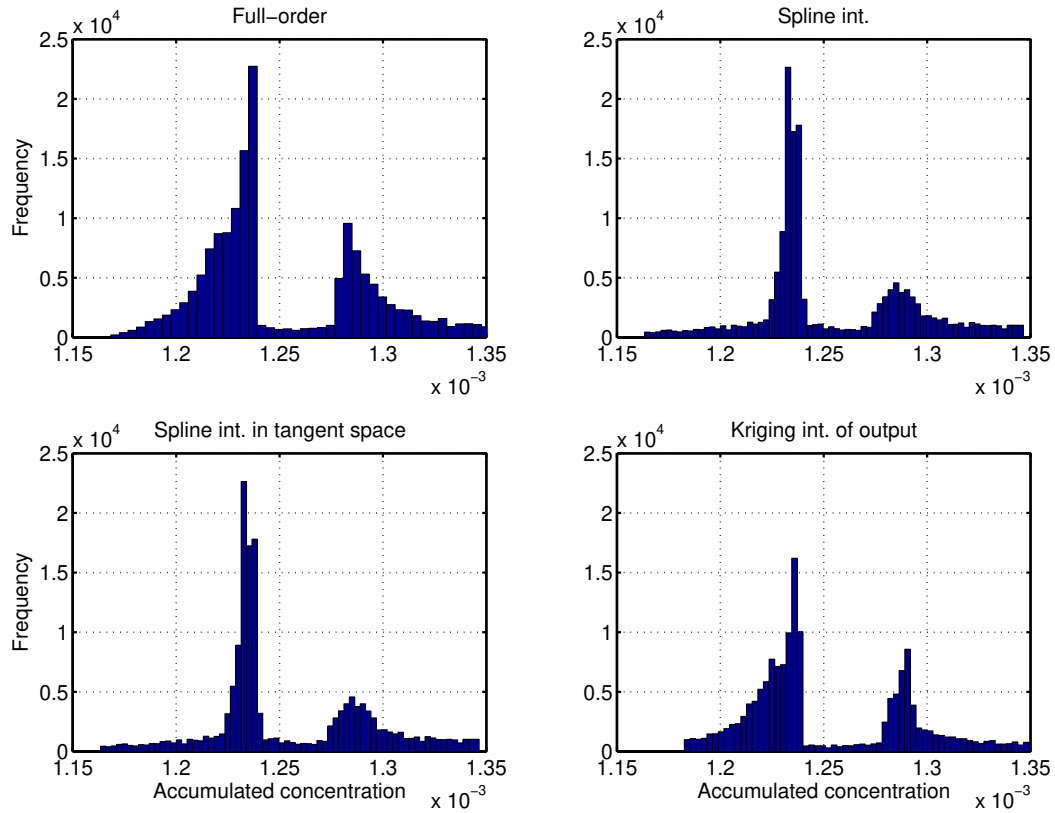 Full−order
x 10^4
2.5
2
1.5
1
0.5
0
Frequency
1.15
1.2
1.25
1.3
1.35
x 10^−3
Spline int.
x 10^4
2.5
2
1.5
1
0.5
0
1.15
1.2
1.25
1.3
1.35
x 10^−3
Spline int. in tangent space
x 10^4
2.5
2
1.5
1
0.5
0
Frequency
1.15
1.2
1.25
1.3
1.35
Accumulated concentration
x 10^−3
Kriging int. of output
x 10^4
2.5
2
1.5
1
0.5
0
1.15
1.2
1.25
1.3
1.35
Accumulated concentration
x 10^−3